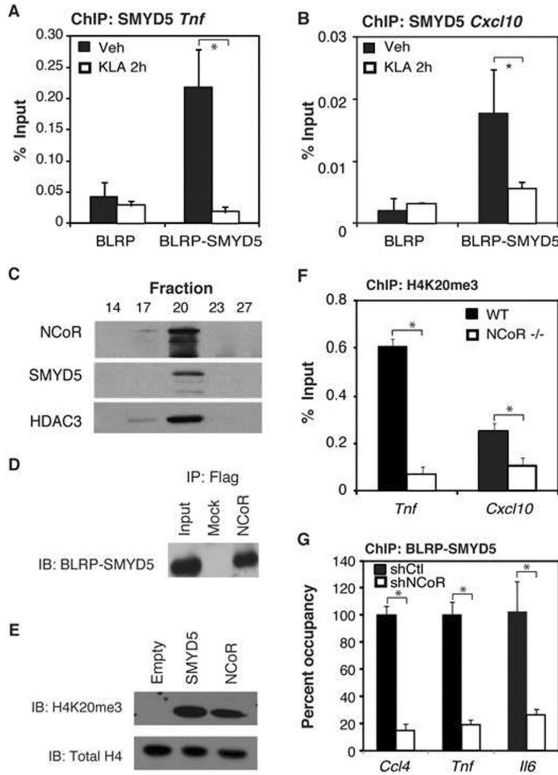 A
ChIP: SMYD5 Tnf
% Input
0.30
0.25
0.20
0.15
0.10
0.05
0
Veh
KLA 2h
*
BLRP
BLRP-SMYD5
B
ChIP: SMYD5 Cxcl10
% Input
0.03
0.02
0.01
0
Veh
KLA 2h
*
BLRP
BLRP-SMYD5
C
Fraction
14 17 20 23 27
NCoR
SMYD5
HDAC3
D
IP: Flag
Input
Mock
NCoR
IB: BLRP-SMYD5
E
Empty
SMYD5
NCoR
IB: H4K20me3
IB: Total H4
F
ChIP: H4K20me3
% Input
0.8
0.6
0.4
0.2
0
WT
NCoR -/-
*
*
Tnf
Cxcl10
G
ChIP: BLRP-SMYD5
Percent occupancy
140
120
100
80
60
40
20
0
shCtl
shNCoR
*
*
*
Ccl4
Tnf
Il6